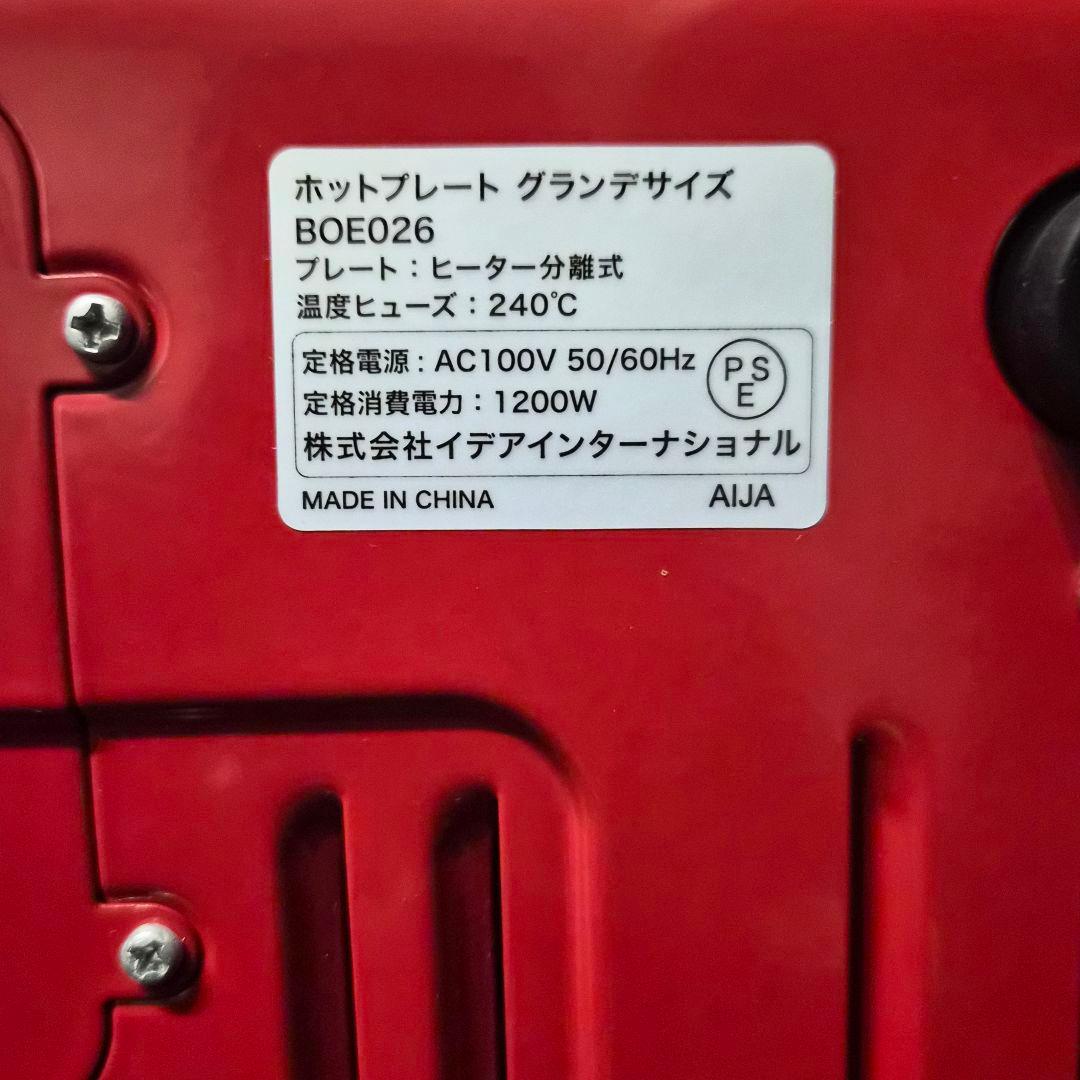 ホットプレート グランデサイズ
BOE026
プレート：ヒーター分離式
温度ヒューズ：240℃
定格電源：AC100V 50/60Hz
PSE
定格消費電力：1200W
株式会社イデアインターナショナル
MADE IN CHINA AIJA